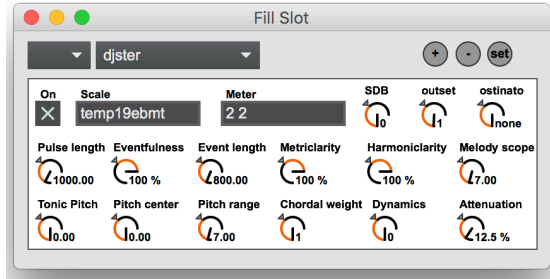 Fill Slot
djster
+ - set
On Scale Meter SDB outset ostinato
temp19ebmt 2 2 0 1 none
Pulse length Eventfulness Event length Metriclarity Harmoniclarity Melody scope
1000.00 100 % 800.00 100 % 100 % 7.00
Tonic Pitch Pitch center Pitch range Chordal weight Dynamics Attenuation
0.00 0.00 7.00 1 0 12.5 %